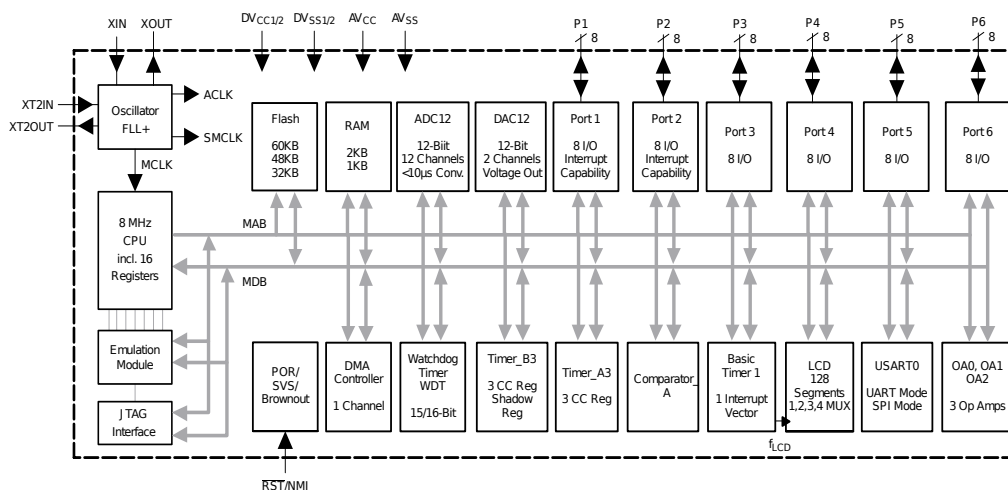 XIN XOUT DVCC1/2 DVSS1/2 AVCC AVSS P1 P2 P3 P4 P5 P6
8 8 8 8 8 8
XT2IN
XT2OUT
Oscillator
FLL+
ACLK
SMCLK
MCLK
Flash
60KB
48KB
32KB
RAM
2KB
1KB
ADC12
12-Biit
12 Channels
<10µs Conv.
DAC12
12-Bit
2 Channels
Voltage Out
Port 1
8 I/O
Interrupt
Capability
Port 2
8 I/O
Interrupt
Capability
Port 3
8 I/O
Port 4
8 I/O
Port 5
8 I/O
Port 6
8 I/O
8 MHz
CPU
incl. 16
Registers
MAB
MDB
Emulation
Module
JTAG
Interface
POR/
SVS/
Brownout
DMA
Controller
1 Channel
Watchdog
Timer
WDT
15/16-Bit
Timer_B3
3 CC Reg
Shadow
Reg
Timer_A3
3 CC Reg
Comparator_
A
Basic
Timer 1
1 Interrupt
Vector
LCD
128
Segments
1,2,3,4 MUX
USART0
UART Mode
SPI Mode
OA0, OA1
OA2
3 Op Amps
fLCD
RST/NMI